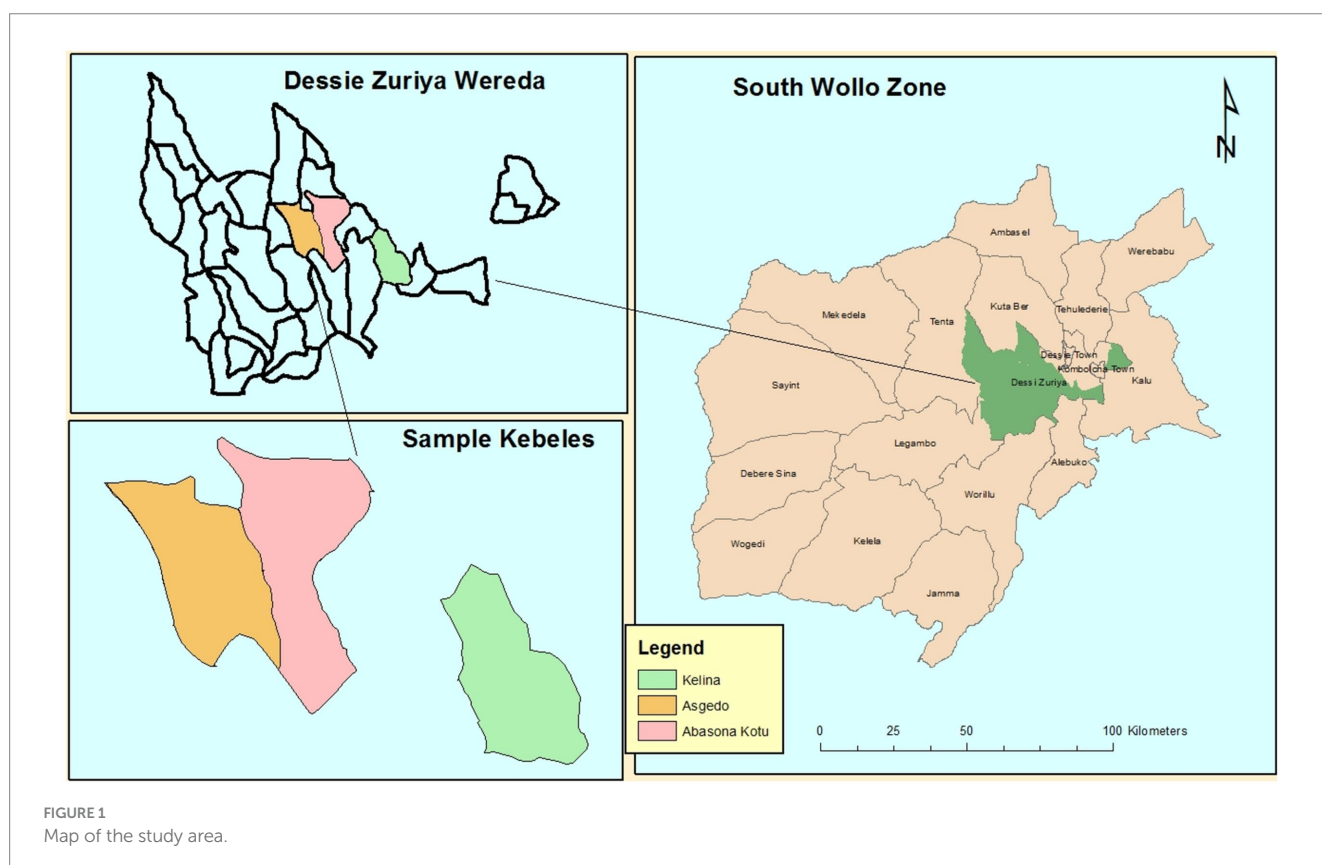 Dessie Zuriya Wereda
South Wollo Zone
N
Ambasel
Werebabu
Kuta Ber
Tehulederie
Mekedela
Tenta
Dessie Town
Kombolcha Town
Dessi Zuriya
Kalu
Sayint
Legambo
Alebuko
Debere Sina
Worillu
Wogedi
Kelela
Jamma
Sample Kebeles
Legend
Kelina
Asgedo
Abasona Kotu
0 25 50 100 Kilometers
FIGURE 1
Map of the study area.